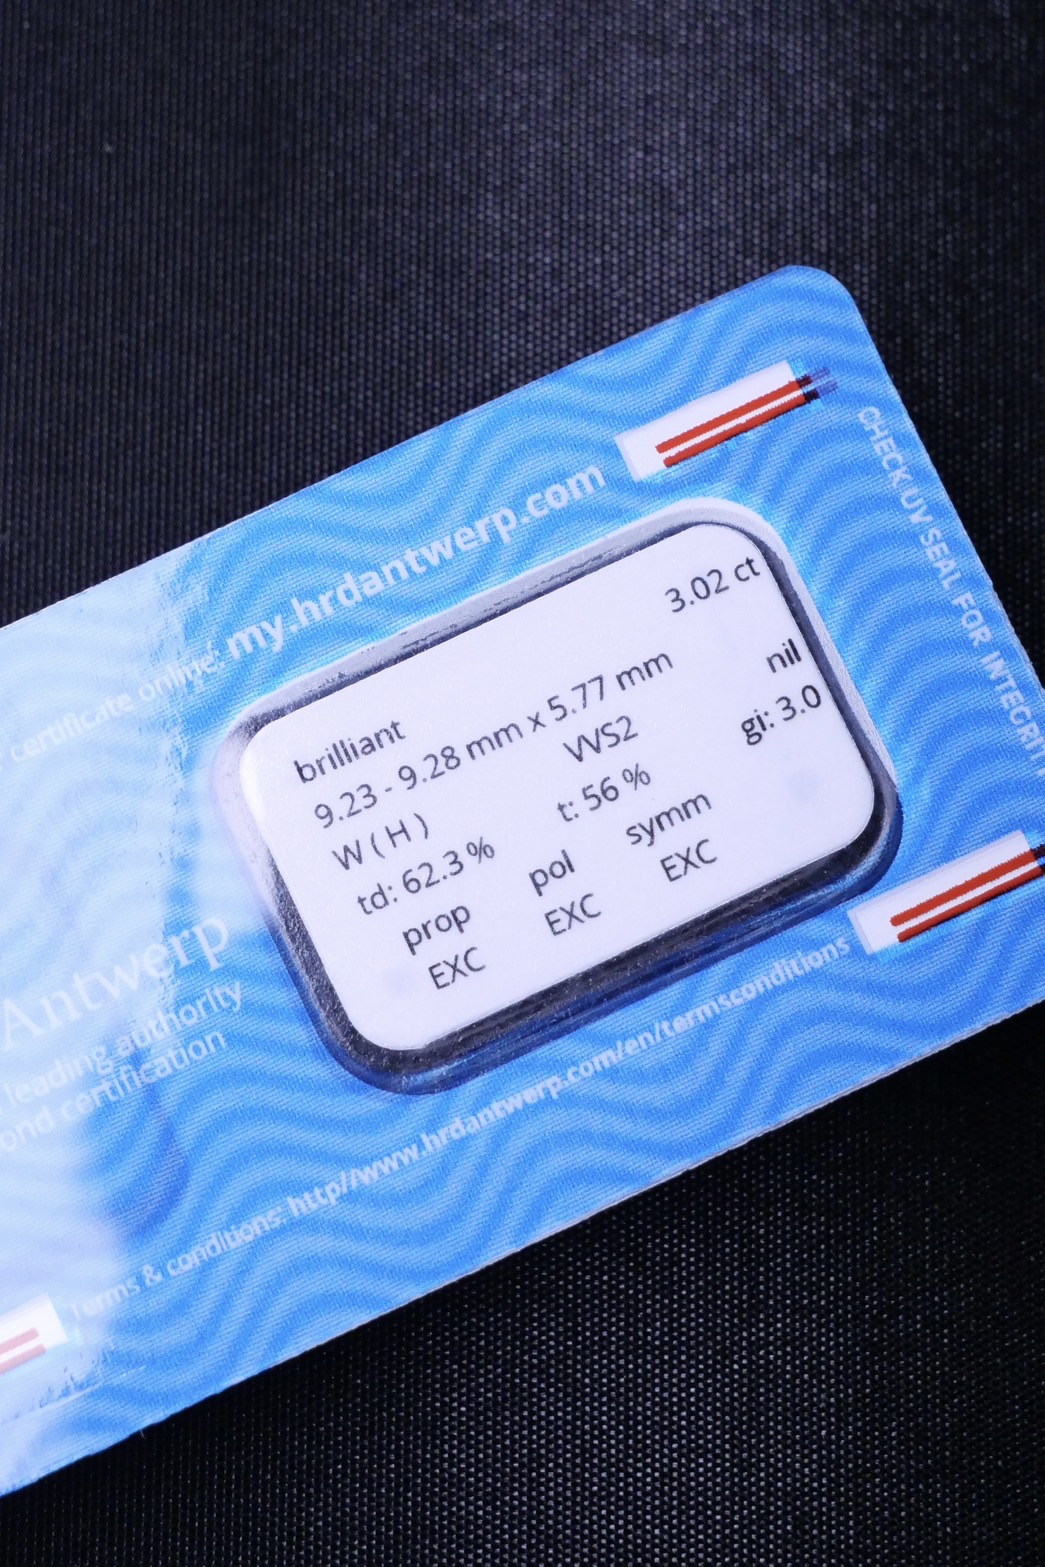 certificate online: my.hrdantwerp.com
CHECK UV SEAL FOR INTEGRITY
brilliant 3.02 ct
9.23 - 9.28 mm x 5.77 mm
W ( H ) VVS2 nil
td: 62.3 % t: 56 % gi: 3.0
prop pol symm
EXC EXC EXC
Antwerp
leading authority
certification
Terms & conditions: http//www.hrdantwerp.com/en/termsconditions